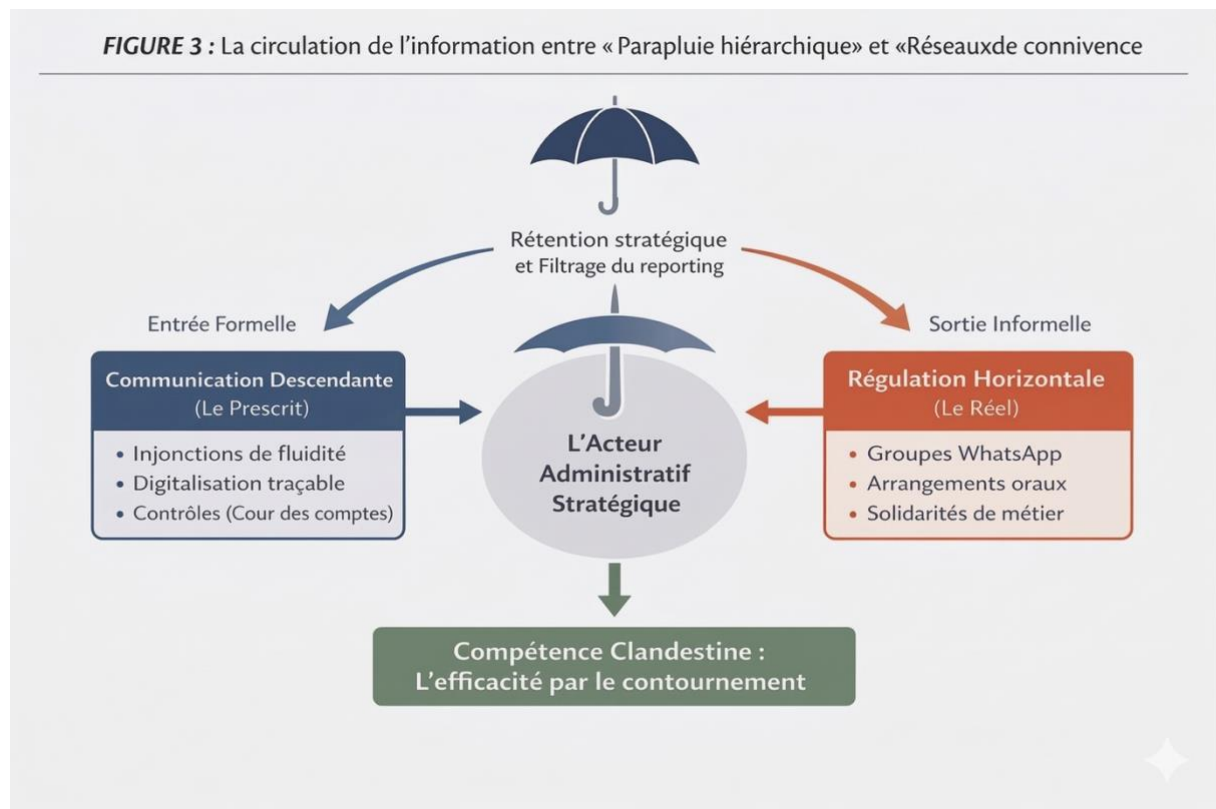 FIGURE 3 : La circulation de l’information entre « Parapluie hiérarchique» et «Réseauxde connivence
Rétention stratégique
et Filtrage du reporting
Entrée Formelle
Sortie Informelle
Communication Descendante
(Le Prescrit)
• Injonctions de fluidité
• Digitalisation traçable
• Contrôles (Cour des comptes)
L’Acteur
Administratif
Stratégique
Régulation Horizontale
(Le Réel)
• Groupes WhatsApp
• Arrangements oraux
• Solidarités de métier
Compétence Clandestine :
L’efficacité par le contournement